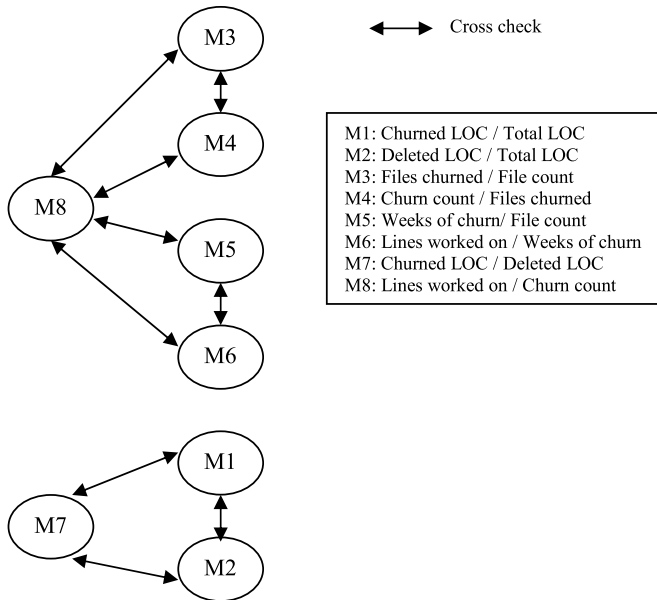 M3
Cross check
M4
M8
M5
M6
M1: Churned LOC / Total LOC
M2: Deleted LOC / Total LOC
M3: Files churned / File count
M4: Churn count / Files churned
M5: Weeks of churn/ File count
M6: Lines worked on / Weeks of churn
M7: Churned LOC / Deleted LOC
M8: Lines worked on / Churn count
M1
M7
M2